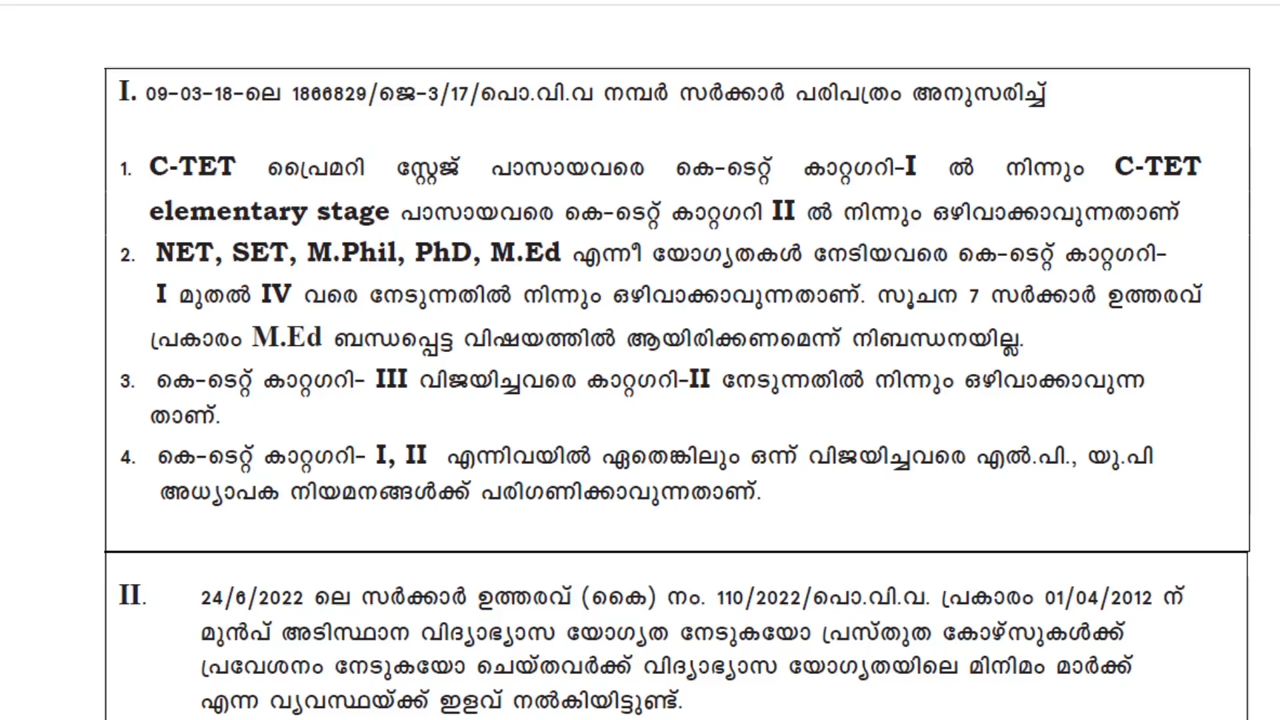 I. 09-03-18-ലെ 1866829/ജെ-3/17/പൊ.വി.വ നമ്പർ സർക്കാർ പരിപത്രം അനുസരിച്ച്
1. C-TET പ്രൈമറി സ്റ്റേജ് പാസായവരെ കെ-ടെറ്റ് കാറ്റഗറി-I ൽ നിന്നും C-TET
elementary stage പാസായവരെ കെ-ടെറ്റ് കാറ്റഗറി II ൽ നിന്നും ഒഴിവാക്കാവുന്നതാണ്
2. NET, SET, M.Phil, PhD, M.Ed എന്നീ യോഗ്യതകൾ നേടിയവരെ കെ-ടെറ്റ് കാറ്റഗറി-
I മുതൽ IV വരെ നേടുന്നതിൽ നിന്നും ഒഴിവാക്കാവുന്നതാണ്. സൂചന 7 സർക്കാർ ഉത്തരവ്
പ്രകാരം M.Ed ബന്ധപ്പെട്ട വിഷയത്തിൽ ആയിരിക്കണമെന്ന് നിബന്ധനയില്ല.
3. കെ-ടെറ്റ് കാറ്റഗറി- III വിജയിച്ചവരെ കാറ്റഗറി-II നേടുന്നതിൽ നിന്നും ഒഴിവാക്കാവുന്ന
താണ്.
4. കെ-ടെറ്റ് കാറ്റഗറി- I, II എന്നിവയിൽ ഏതെങ്കിലും ഒന്ന് വിജയിച്ചവരെ എൽ.പി., യു.പി
അധ്യാപക നിയമനങ്ങൾക്ക് പരിഗണിക്കാവുന്നതാണ്.
II. 24/6/2022 ലെ സർക്കാർ ഉത്തരവ് (കൈ) നം. 110/2022/പൊ.വി.വ. പ്രകാരം 01/04/2012 ന്
മുൻപ് അടിസ്ഥാന വിദ്യാഭ്യാസ യോഗ്യത നേടുകയോ പ്രസ്തുത കോഴ്സുകൾക്ക്
പ്രവേശനം നേടുകയോ ചെയ്തവർക്ക് വിദ്യാഭ്യാസ യോഗ്യതയിലെ മിനിമം മാർക്ക്
എന്ന വ്യവസ്ഥയ്ക്ക് ഇളവ് നൽകിയിട്ടുണ്ട്.